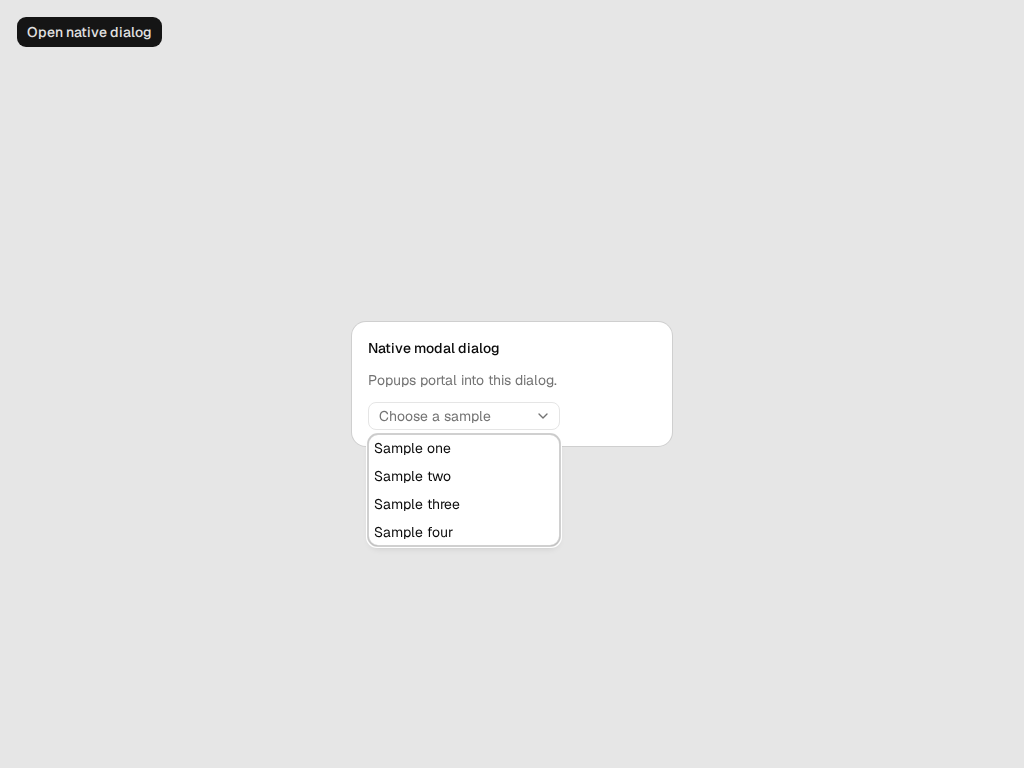 Open native dialog
Native modal dialog
Popups portal into this dialog.
Choose a sample
Sample one
Sample two
Sample three
Sample four